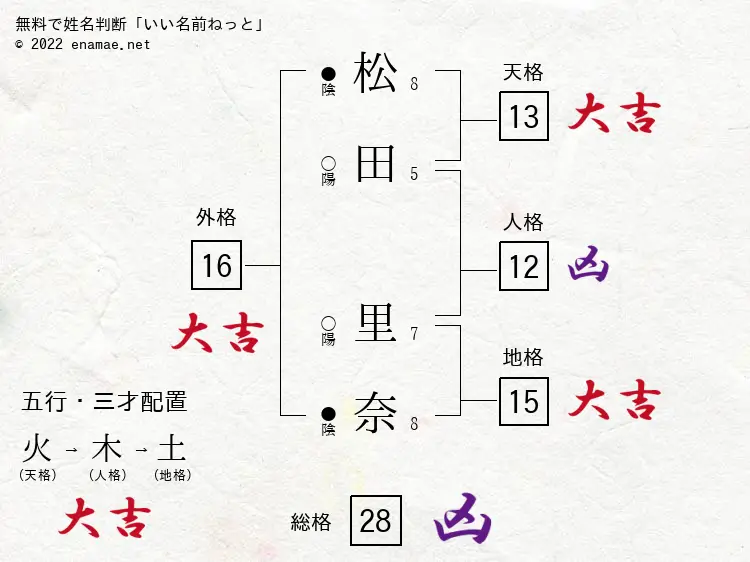 無料で姓名判断「いい名前ねっと」
© 2022 enamae.net
● 陰 松 8
○ 陽 田 5
○ 陽 里 7
● 陰 奈 8
天格
13 大吉
人格
12 凶
地格
15 大吉
外格
16
大吉
五行・三才配置
火 → 木 → 土
(天格) (人格) (地格)
大吉
総格 28 凶